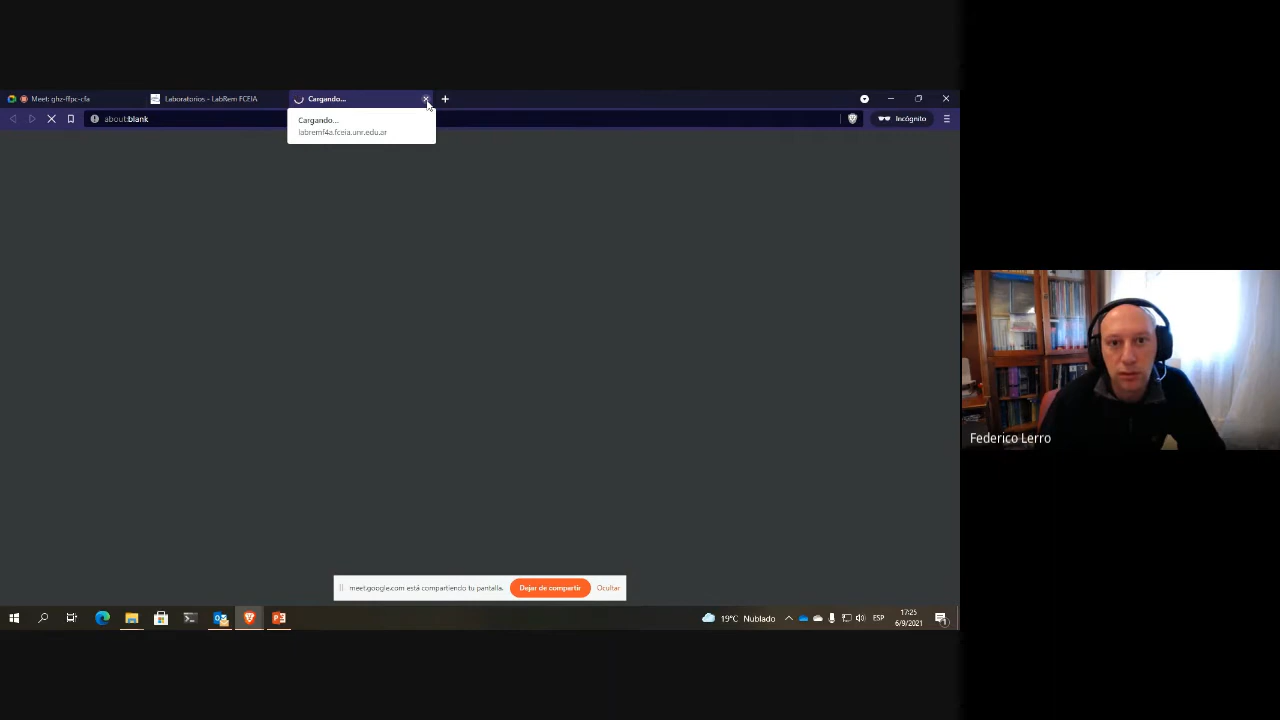 Meet: ghz-ffpc-cfa
Laboratorios - LabRem FCEIA
Cargando...
about:blank
Incógnito
Cargando...
labremf4a.fceia.unr.edu.ar
Federico Lerro
meet.google.com está compartiendo tu pantalla.
Dejar de compartir
Ocultar
19°C Nublado
ESP
17:25
6/9/2021